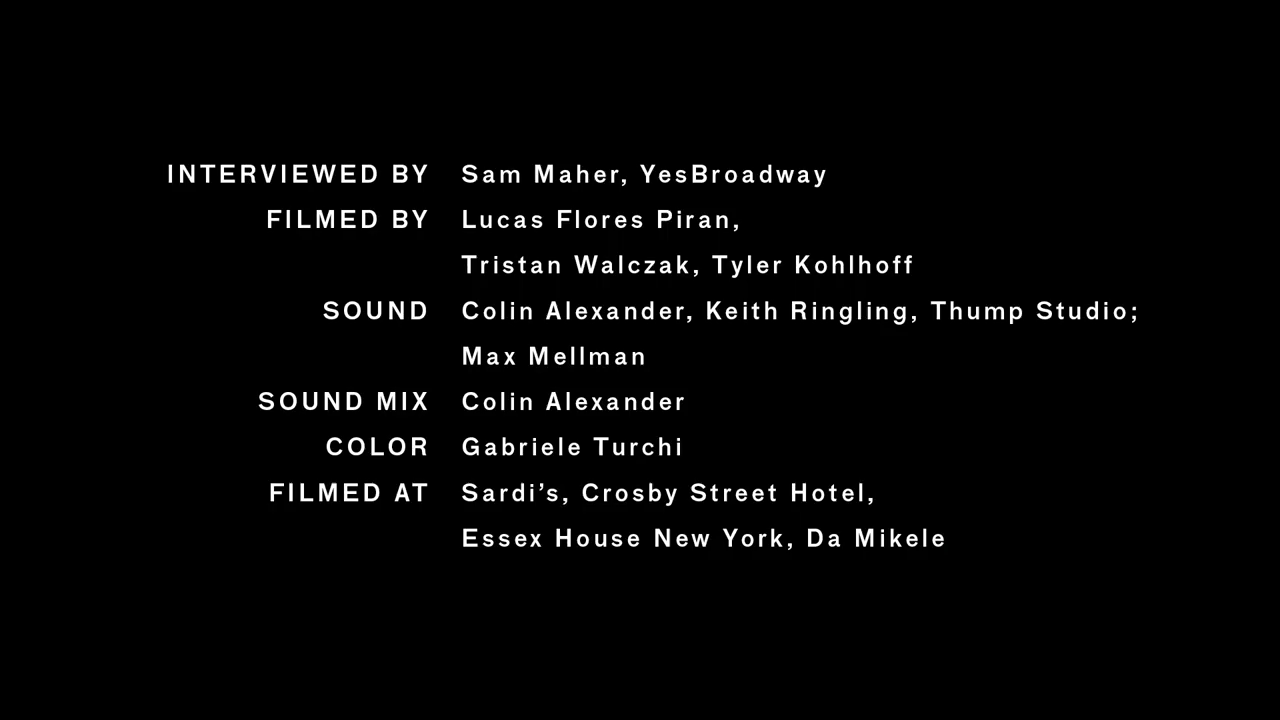 INTERVIEWED BY Sam Maher, YesBroadway
FILMED BY Lucas Flores Piran,
Tristan Walczak, Tyler Kohlhoff
SOUND Colin Alexander, Keith Ringling, Thump Studio;
Max Mellman
SOUND MIX Colin Alexander
COLOR Gabriele Turchi
FILMED AT Sardi’s, Crosby Street Hotel,
Essex House New York, Da Mikele